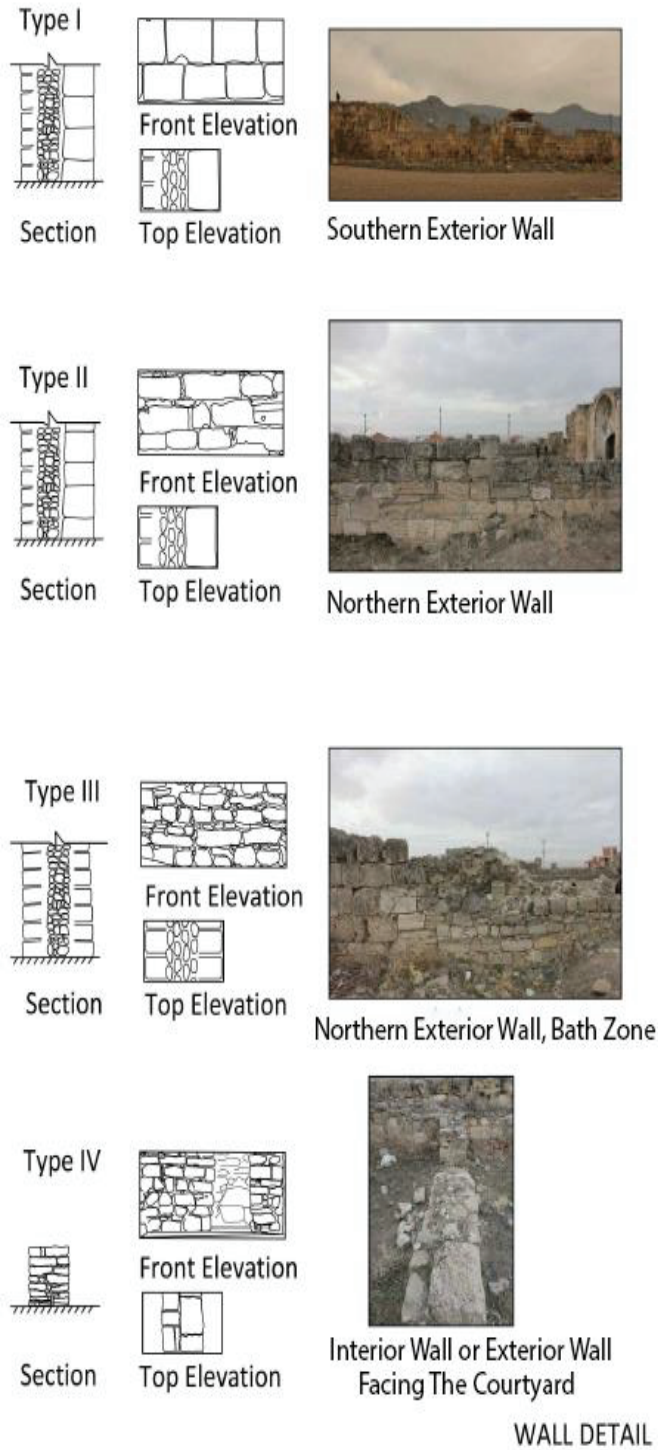 Type I
Front Elevation
Section
Top Elevation
Southern Exterior Wall
Type II
Front Elevation
Section
Top Elevation
Northern Exterior Wall
Type III
Front Elevation
Section
Top Elevation
Northern Exterior Wall, Bath Zone
Type IV
Front Elevation
Section
Top Elevation
Interior Wall or Exterior Wall
Facing The Courtyard
WALL DETAIL